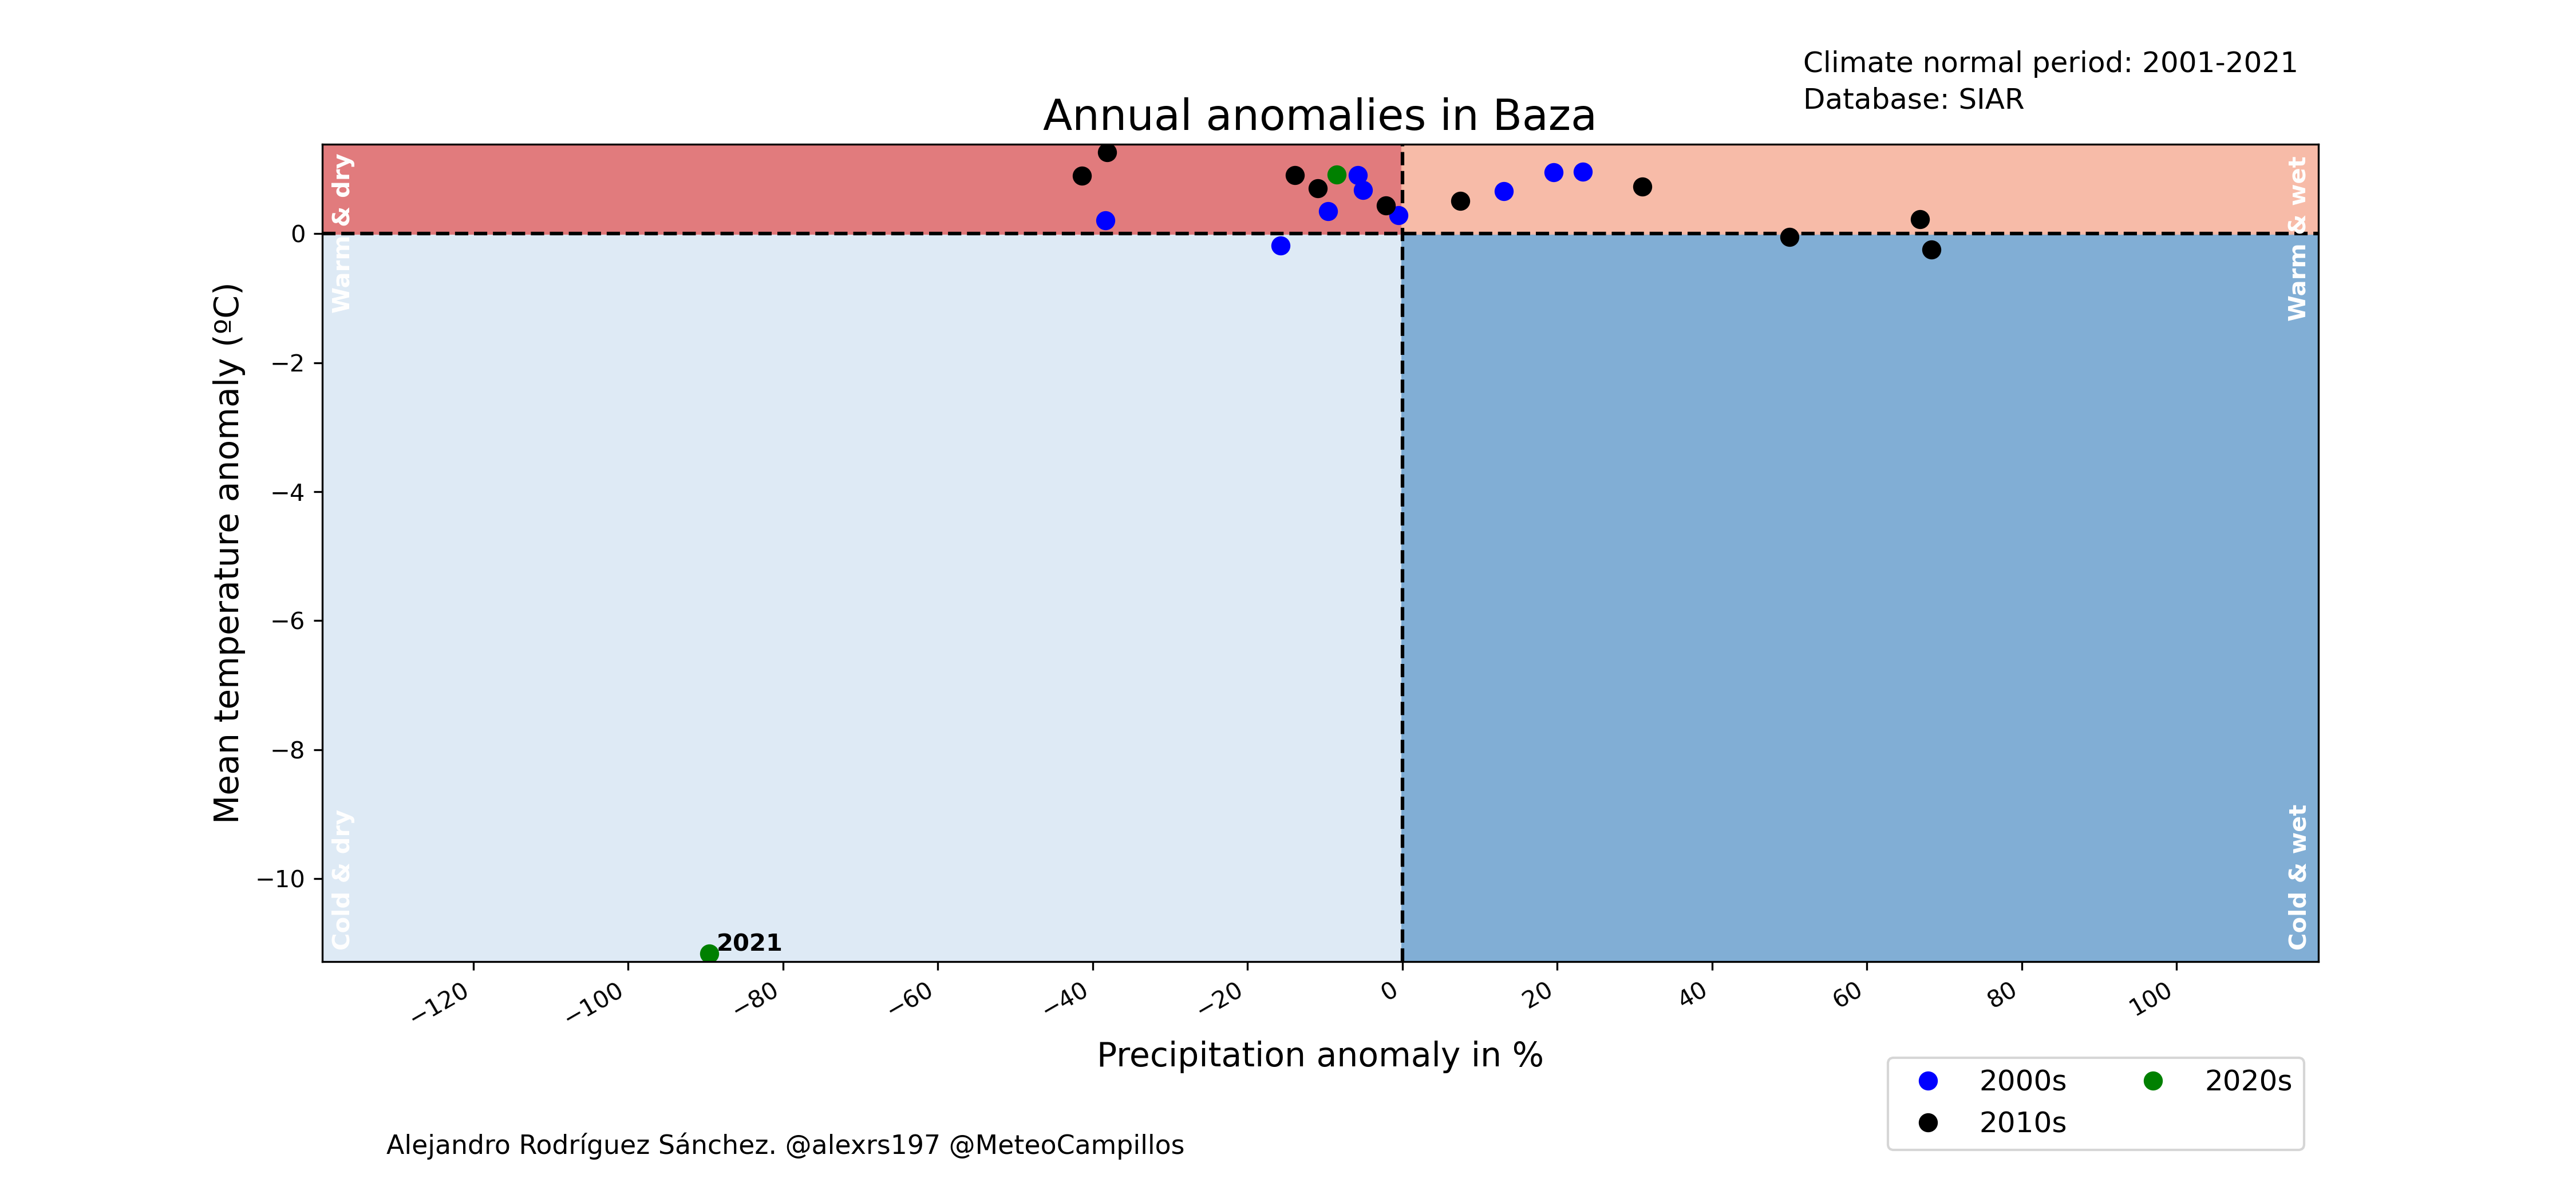 Climate normal period: 2001-2021
Database: SIAR
Annual anomalies in Baza
Warm & dry
Warm & wet
Cold & dry
Cold & wet
Mean temperature anomaly (ºC)
0
−2
−4
−6
−8
−10
2021
−120
−100
−80
−60
−40
−20
0
20
40
60
80
100
Precipitation anomaly in %
2000s
2010s
2020s
Alejandro Rodríguez Sánchez. @alexrs197 @MeteoCampillos